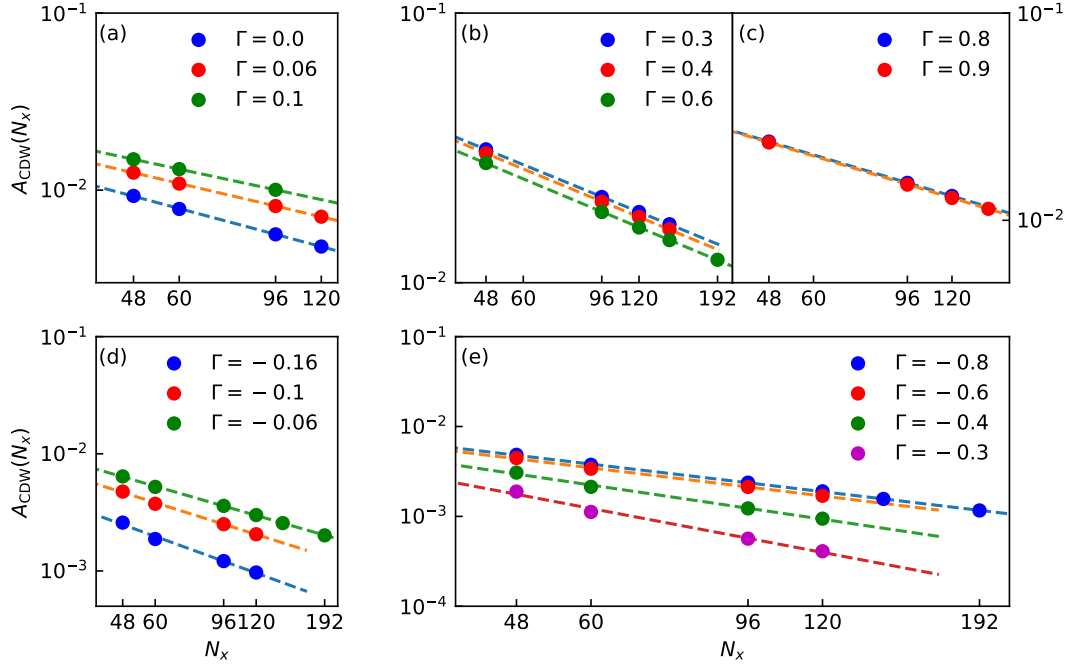 (a)
Γ = 0.0
Γ = 0.06
Γ = 0.1
10⁻¹
10⁻²
A_CDW(N_x)
48 60 96 120
(b)
Γ = 0.3
Γ = 0.4
Γ = 0.6
10⁻¹
10⁻²
48 60 96 120 192
(c)
Γ = 0.8
Γ = 0.9
10⁻¹
10⁻²
48 60 96 120
(d)
Γ = −0.16
Γ = −0.1
Γ = −0.06
10⁻¹
10⁻²
10⁻³
A_CDW(N_x)
48 60 96 120 192
N_x
(e)
Γ = −0.8
Γ = −0.6
Γ = −0.4
Γ = −0.3
10⁻¹
10⁻²
10⁻³
10⁻⁴
48 60 96 120 192
N_x